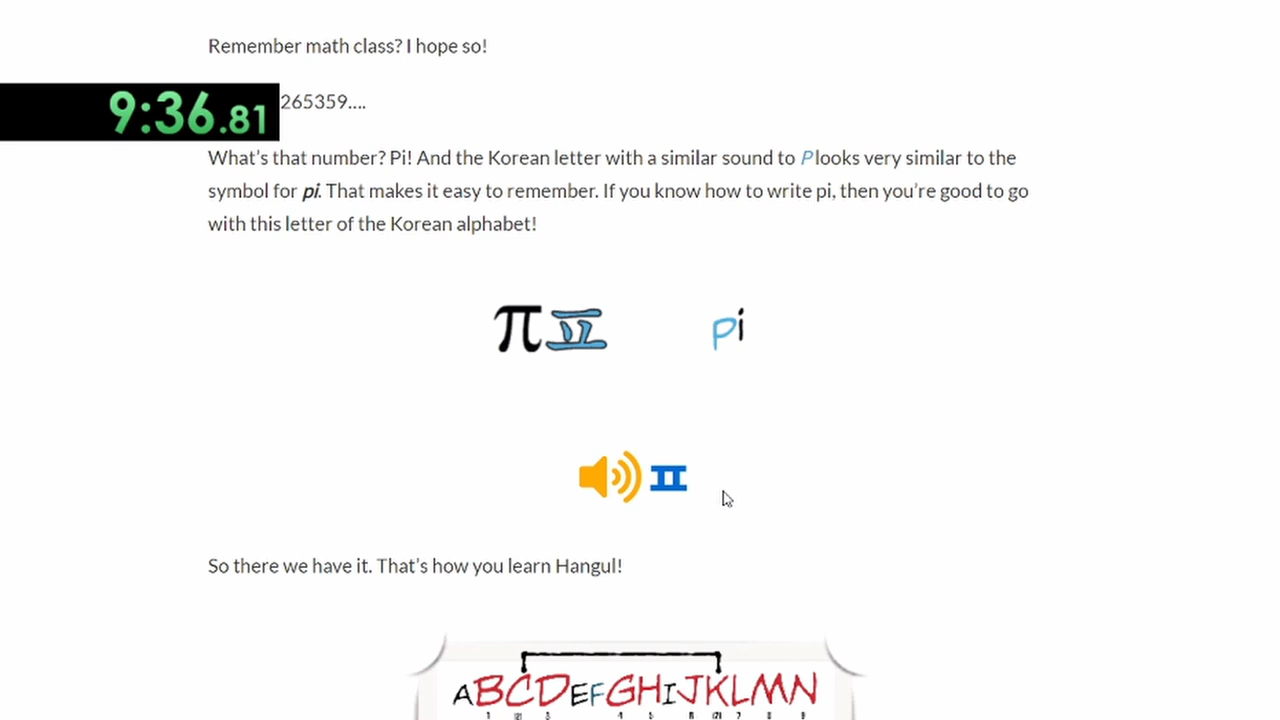 Remember math class? I hope so!
9:36.81
265359....
What's that number? Pi! And the Korean letter with a similar sound to P looks very similar to the
symbol for pi. That makes it easy to remember. If you know how to write pi, then you're good to go
with this letter of the Korean alphabet!
π ㅍ pi
ㅍ
So there we have it. That's how you learn Hangul!
ABCDEFGHIJKLMN